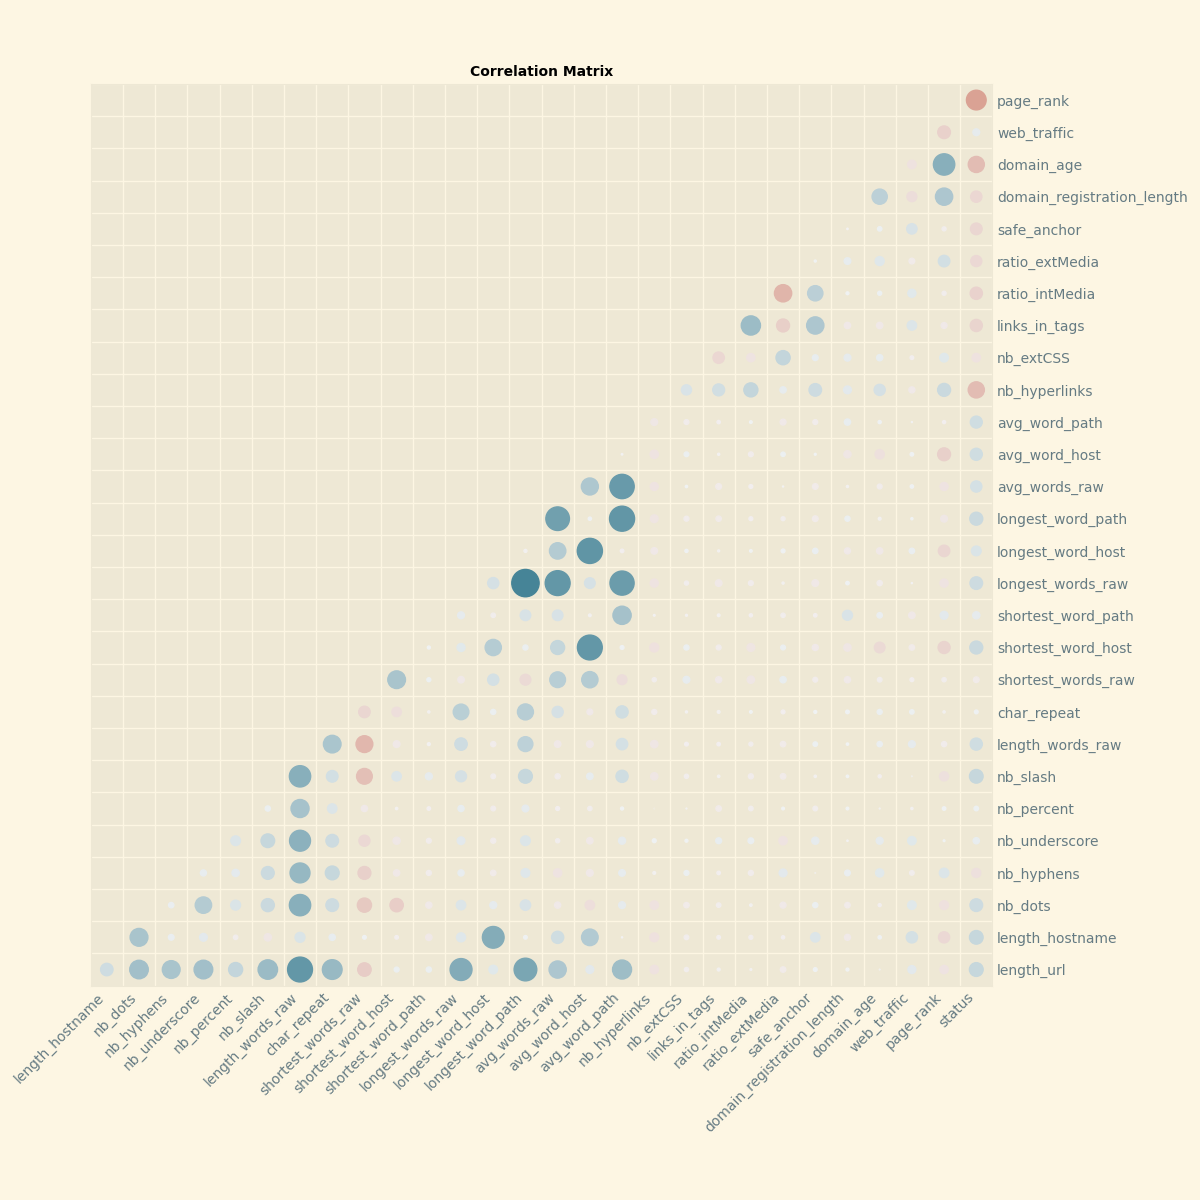 Correlation Matrix
page_rank
web_traffic
domain_age
domain_registration_length
safe_anchor
ratio_extMedia
ratio_intMedia
links_in_tags
nb_extCSS
nb_hyperlinks
avg_word_path
avg_word_host
avg_words_raw
longest_word_path
longest_word_host
longest_words_raw
shortest_word_path
shortest_word_host
shortest_words_raw
char_repeat
length_words_raw
nb_slash
nb_percent
nb_underscore
nb_hyphens
nb_dots
length_hostname
length_url
length_hostname
nb_dots
nb_hyphens
nb_underscore
nb_percent
nb_slash
length_words_raw
char_repeat
shortest_words_raw
shortest_word_host
shortest_word_path
longest_words_raw
longest_word_host
longest_word_path
avg_words_raw
avg_word_host
avg_word_path
nb_hyperlinks
nb_extCSS
links_in_tags
ratio_intMedia
ratio_extMedia
safe_anchor
domain_registration_length
domain_age
web_traffic
page_rank
status